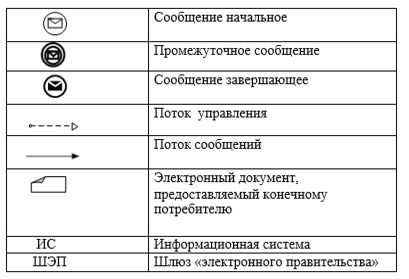 Сообщение начальное
Промежуточное сообщение
Сообщение завершающее
Поток управления
Поток сообщений
Электронный документ,
предоставляемый конечному
потребителю
ИС Информационная система
ШЭП Шлюз «электронного правительства»